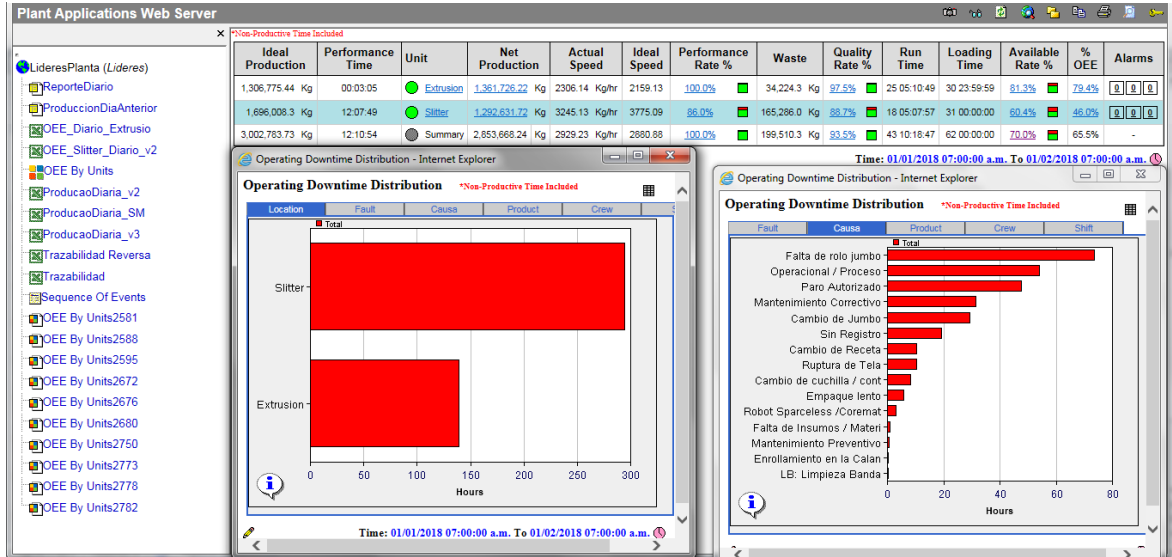 Plant Applications Web Server
*Non-Productive Time Included
LideresPlanta (Lideres)
ReporteDiario
ProduccionDiaAnterior
OEE_Diario_Extrusio
OEE_Slitter_Diario_v2
OEE By Units
ProducaoDiaria_v2
ProducaoDiaria_SM
ProducaoDiaria_v3
Trazabilidad Reversa
Trazabilidad
Sequence Of Events
OEE By Units2581
OEE By Units2588
OEE By Units2595
OEE By Units2672
OEE By Units2676
OEE By Units2680
OEE By Units2750
OEE By Units2773
OEE By Units2778
OEE By Units2782
Ideal Production Performance Time Unit Net Production Actual Speed Ideal Speed Performance Rate % Waste Quality Rate % Run Time Loading Time Available Rate % % OEE Alarms
1,306,775.44 Kg 00:03:05 Extrusion 1,361,726.22 Kg 2306.14 Kg/hr 2159.13 100.0% 34,224.3 Kg 97.5% 25 05:10:49 30 23:59:59 81.3% 79.4% 0 0 0
1,696,008.3 Kg 12:07:49 Slitter 1,292,631.72 Kg 3245.13 Kg/hr 3775.09 86.0% 165,286.0 Kg 88.7% 18 05:07:57 31 00:00:00 60.4% 46.0% 0 0 0
3,002,783.73 Kg 12:10:54 Summary 2,853,668.24 Kg 2929.23 Kg/hr 2880.88 100.0% 199,510.3 Kg 93.5% 43 10:18:47 62 00:00:00 70.0% 65.5% -
Time: 01/01/2018 07:00:00 a.m. To 01/02/2018 07:00:00 a.m.
Operating Downtime Distribution - Internet Explorer
Operating Downtime Distribution *Non-Productive Time Included
Location Fault Causa Product Crew S
Total
Slitter
Extrusion
0 50 100 150 200 250 300
Hours
Time: 01/01/2018 07:00:00 a.m. To 01/02/2018 07:00:00 a.m.
Operating Downtime Distribution - Internet Explorer
Operating Downtime Distribution *Non-Productive Time Included
Fault Causa Product Crew Shift
Total
Falta de rolo jumbo
Operacional / Proceso
Paro Autorizado
Mantenimiento Correctivo
Cambio de Jumbo
Sin Registro
Cambio de Receta
Ruptura de Tela
Cambio de cuchilla / cont
Empaque lento
Robot Sparceless /Coremat
Falta de Insumos / Materi
Mantenimiento Preventivo
Enrollamiento en la Calan
LB: Limpieza Banda
0 20 40 60 80
Hours